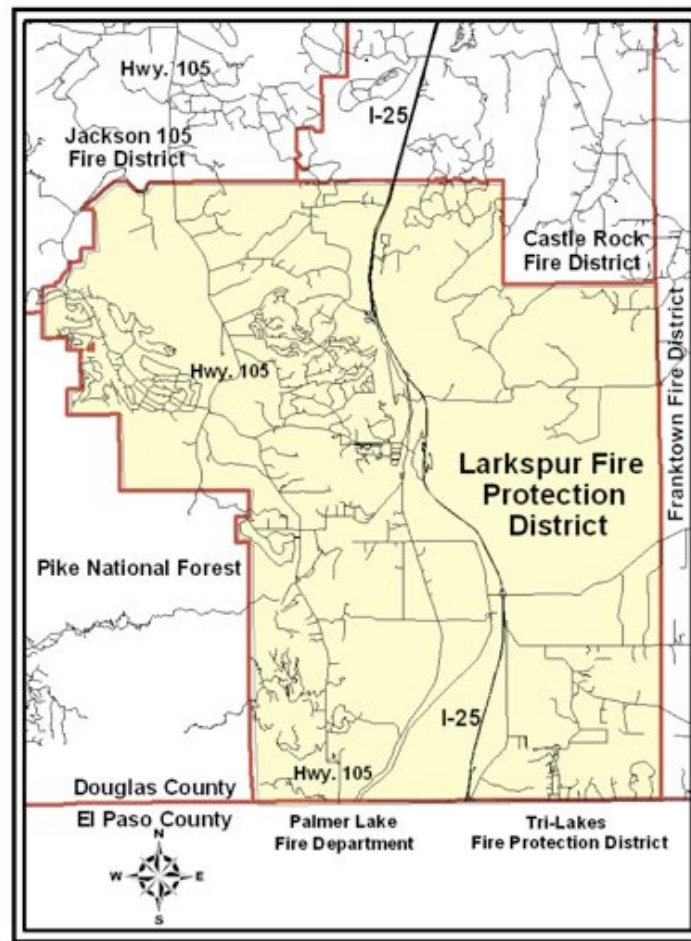 Hwy. 105
I-25
Jackson 105
Fire District
Castle Rock
Fire District
Franktown Fire District
Hwy. 105
Larkspur Fire
Protection
District
Pike National Forest
I-25
Hwy. 105
Douglas County
El Paso County
Palmer Lake
Fire Department
Tri-Lakes
Fire Protection District
N
W
E
S